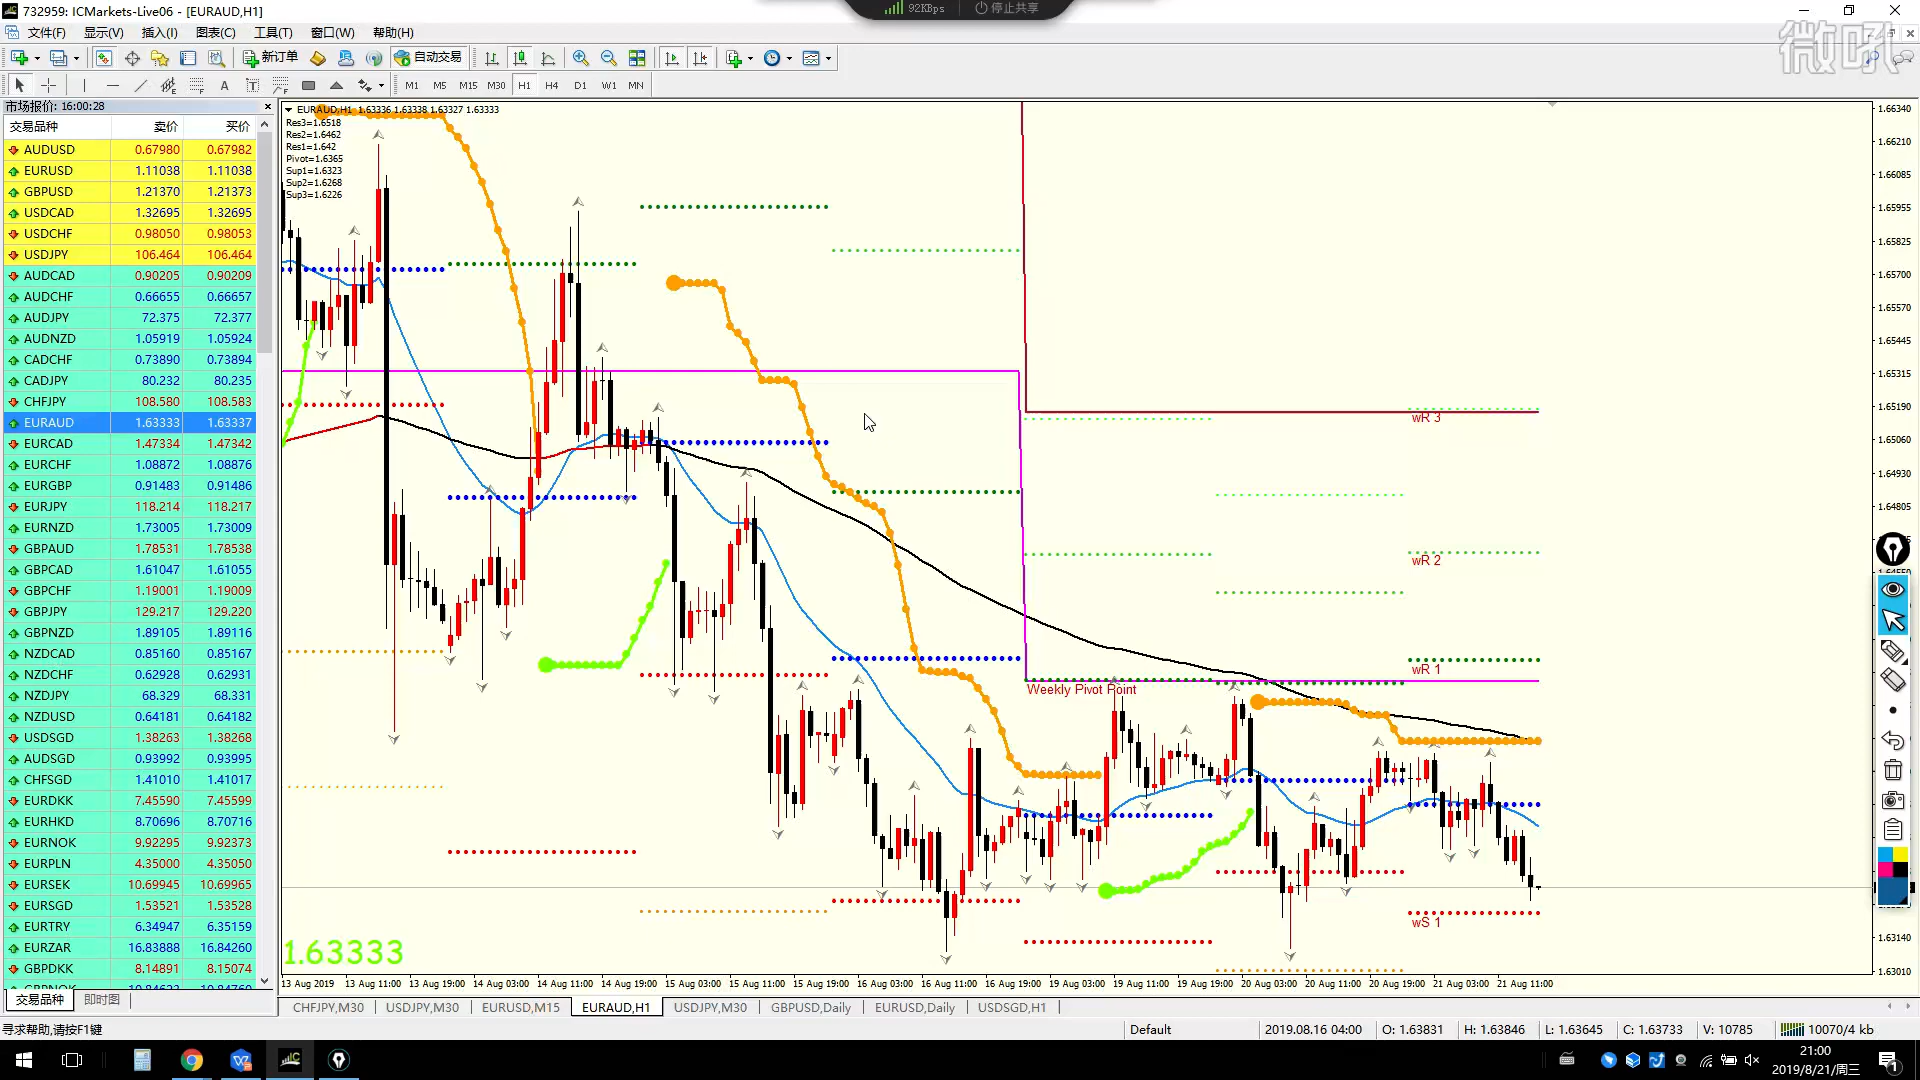 732959: ICMarkets-Live06 - [EURAUD,H1]
92KBps 停止共享
微吼
文件(F) 显示(V) 插入(I) 图表(C) 工具(T) 窗口(W) 帮助(H)
新订单 自动交易
A T M1 M5 M15 M30 H1 H4 D1 W1 MN
市场报价: 16:00:28
交易品种 卖价 买价
AUDUSD 0.67980 0.67982
EURUSD 1.11038 1.11038
GBPUSD 1.21370 1.21373
USDCAD 1.32695 1.32695
USDCHF 0.98050 0.98053
USDJPY 106.464 106.464
AUDCAD 0.90205 0.90209
AUDCHF 0.66655 0.66657
AUDJPY 72.375 72.377
AUDNZD 1.05919 1.05924
CADCHF 0.73890 0.73894
CADJPY 80.232 80.235
CHFJPY 108.580 108.583
EURAUD 1.63333 1.63337
EURCAD 1.47334 1.47342
EURCHF 1.08872 1.08876
EURGBP 0.91483 0.91486
EURJPY 118.214 118.217
EURNZD 1.73005 1.73009
GBPAUD 1.78531 1.78538
GBPCAD 1.61047 1.61055
GBPCHF 1.19001 1.19009
GBPJPY 129.217 129.220
GBPNZD 1.89105 1.89116
NZDCAD 0.85160 0.85167
NZDCHF 0.62928 0.62931
NZDJPY 68.329 68.331
NZDUSD 0.64181 0.64182
USDSGD 1.38263 1.38268
AUDSGD 0.93992 0.93995
CHFSGD 1.41010 1.41017
EURDKK 7.45590 7.45599
EURHKD 8.70696 8.70716
EURNOK 9.92295 9.92373
EURPLN 4.35000 4.35050
EURSEK 10.69945 10.69965
EURSGD 1.53521 1.53528
EURTRY 6.34947 6.35159
EURZAR 16.83888 16.84260
GBPDKK 8.14891 8.15074
交易品种 即时图
EURAUD,H1 1.63336 1.63338 1.63327 1.63333
Res3=1.6518
Res2=1.6462
Res1=1.642
Pivot=1.6365
Sup1=1.6323
Sup2=1.6268
Sup3=1.6226
wR 3
wR 2
wR 1
Weekly Pivot Point
wS 1
1.63333
1.66340
1.66210
1.66085
1.65955
1.65825
1.65700
1.65570
1.65445
1.65315
1.65190
1.65060
1.64930
1.64805
1.63140
1.63010
13 Aug 2019 13 Aug 11:00 13 Aug 19:00 14 Aug 03:00 14 Aug 11:00 14 Aug 19:00 15 Aug 03:00 15 Aug 11:00 15 Aug 19:00 16 Aug 03:00 16 Aug 11:00 16 Aug 19:00 19 Aug 03:00 19 Aug 11:00 19 Aug 19:00 20 Aug 03:00 20 Aug 11:00 20 Aug 19:00 21 Aug 03:00 21 Aug 11:00
CHFJPY,M30 USDJPY,M30 EURUSD,M15 EURAUD,H1 USDJPY,M30 GBPUSD,Daily EURUSD,Daily USDSGD,H1
寻求帮助,请按F1键 Default 2019.08.16 04:00 O: 1.63831 H: 1.63846 L: 1.63645 C: 1.63733 V: 10785 10070/4 kb
21:00
2019/8/21/周三
1